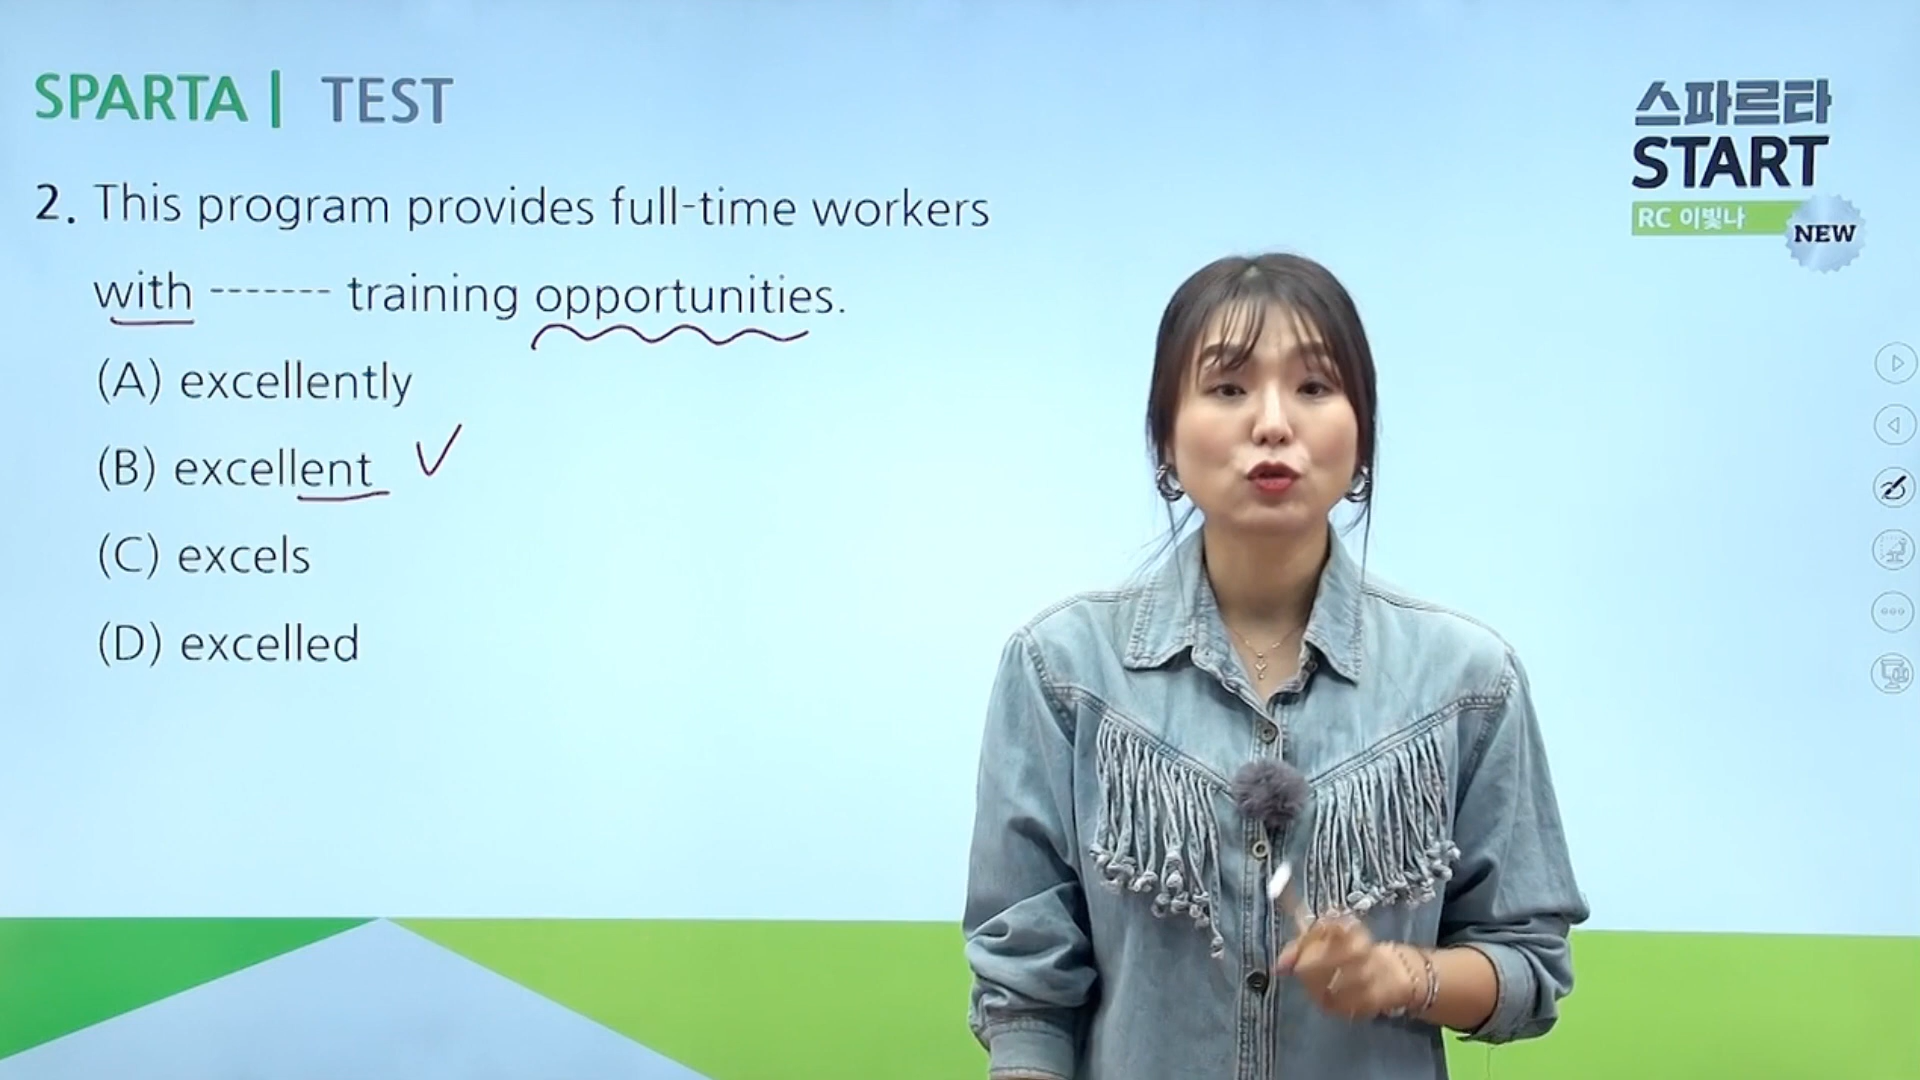 SPARTA | TEST
스파르타
START
RC 이빛나
NEW
2. This program provides full-time workers
with ------- training opportunities.
(A) excellently
(B) excellent
(C) excels
(D) excelled